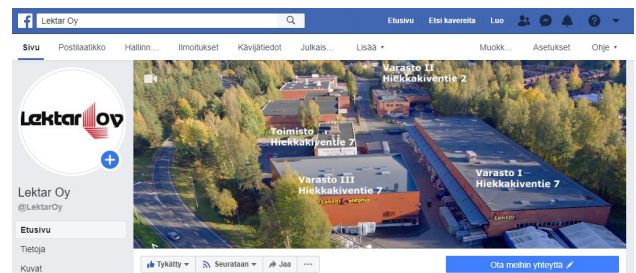 Lektar Oy
Etusivu Etsi kavereita Luo
Sivu Postilaatikko Hallinn... Ilmoitukset Kävijätiedot Julkais... Lisää Muokk... Asetukset Ohje
Varasto II
Hiekkakiventie 2
Lektar Oy
Toimisto
Hiekkakiventie 7
Varasto III
Hiekkakiventie 7
Varasto I
Hiekkakiventie 7
Lektar
Lektar
Lektar Oy
@LektarOy
Etusivu
Tietoja
Kuvat
Tykätty Seurataan Jaa ...
Ota meihin yhteyttä